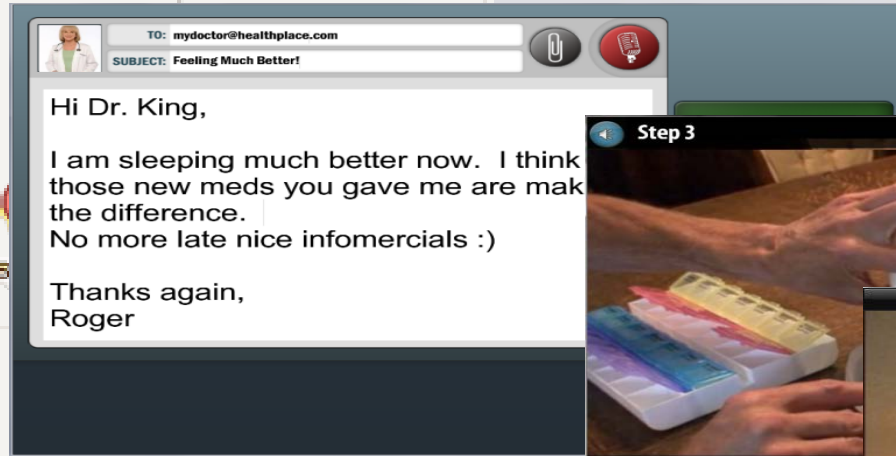 TO: mydoctor@healthplace.com
SUBJECT: Feeling Much Better!
Hi Dr. King,
I am sleeping much better now.  I think
those new meds you gave me are mak
the difference.
No more late nice infomercials :)
Thanks again,
Roger
Step 3